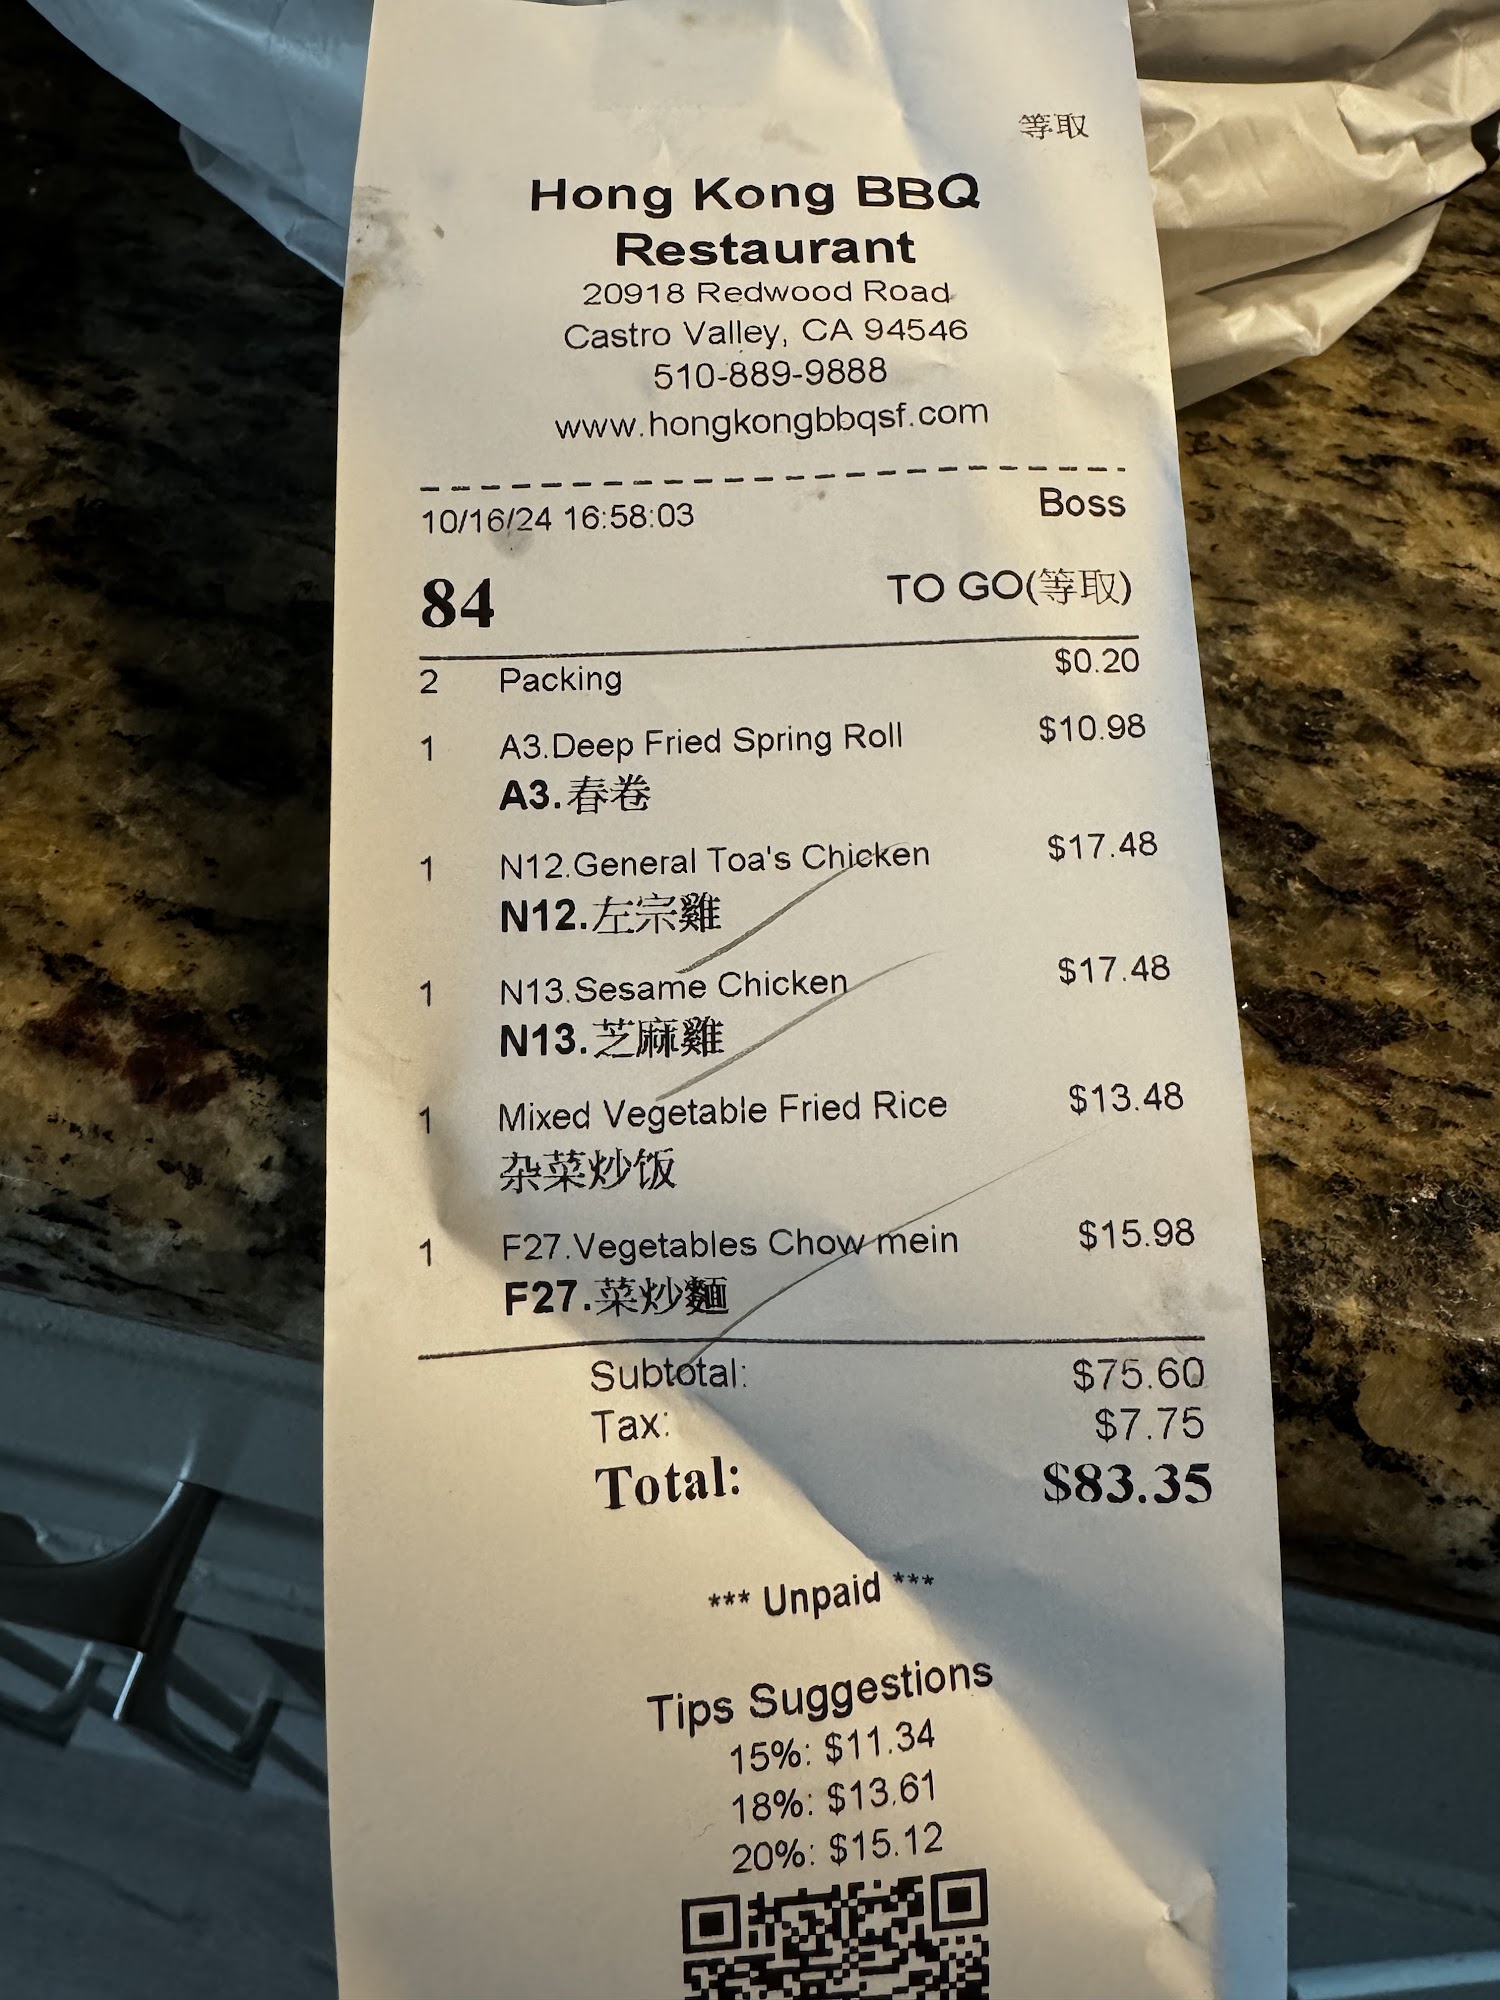 等取
Hong Kong BBQ
Restaurant
20918 Redwood Road
Castro Valley, CA 94546
510-889-9888
www.hongkongbbqsf.com
10/16/24 16:58:03 Boss
84 TO GO(等取)
2 Packing $0.20
1 A3.Deep Fried Spring Roll $10.98
A3.春卷
1 N12.General Toa's Chicken $17.48
N12.左宗雞
1 N13.Sesame Chicken $17.48
N13.芝麻雞
1 Mixed Vegetable Fried Rice $13.48
杂菜炒饭
1 F27.Vegetables Chow mein $15.98
F27.菜炒麵
Subtotal: $75.60
Tax: $7.75
Total: $83.35
*** Unpaid ***
Tips Suggestions
15%: $11.34
18%: $13.61
20%: $15.12